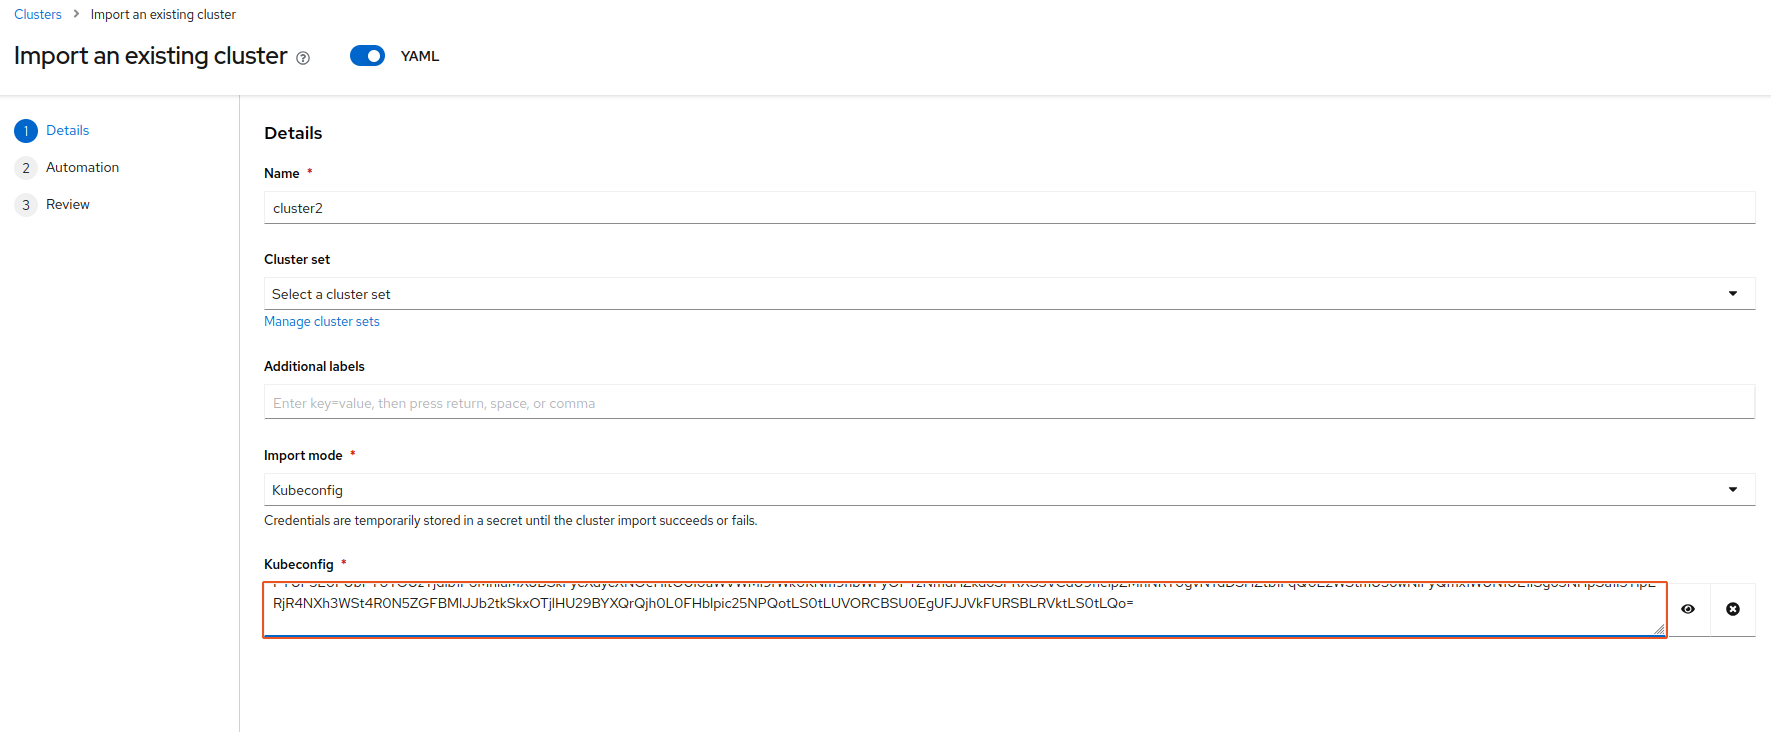 Clusters > Import an existing cluster
Import an existing cluster
YAML
1 Details
2 Automation
3 Review
Details
Name *
cluster2
Cluster set
Select a cluster set
Manage cluster sets
Additional labels
Enter key=value, then press return, space, or comma
Import mode *
Kubeconfig
Credentials are temporarily stored in a secret until the cluster import succeeds or fails.
Kubeconfig *